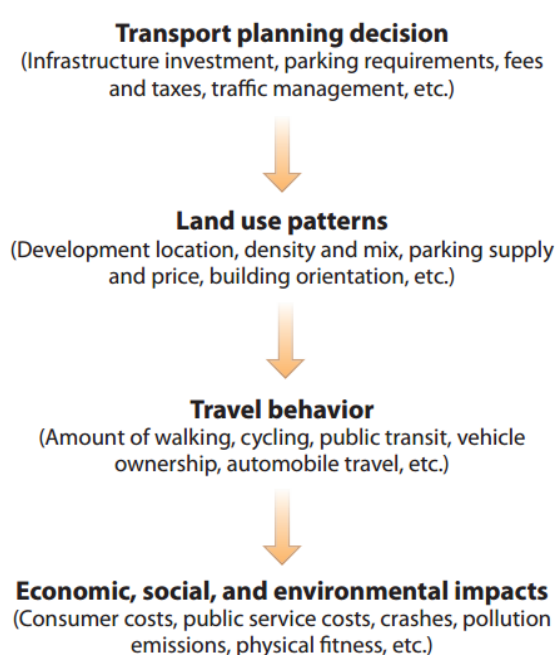 Transport planning decision
(Infrastructure investment, parking requirements, fees
and taxes, traffic management, etc.)
Land use patterns
(Development location, density and mix, parking supply
and price, building orientation, etc.)
Travel behavior
(Amount of walking, cycling, public transit, vehicle
ownership, automobile travel, etc.)
Economic, social, and environmental impacts
(Consumer costs, public service costs, crashes, pollution
emissions, physical fitness, etc.)